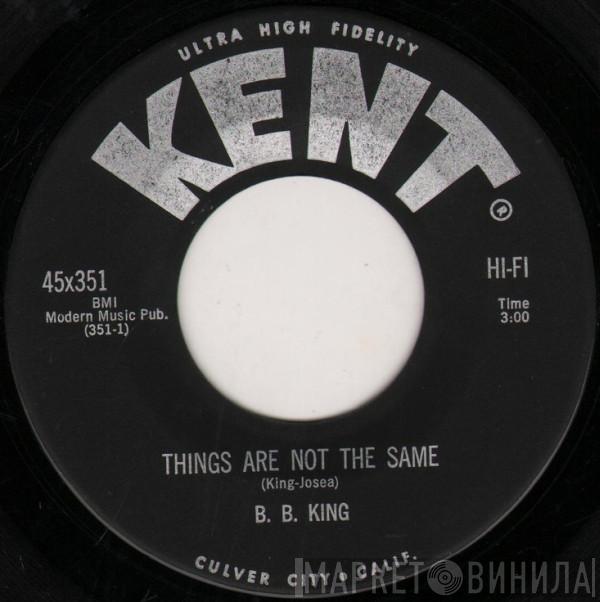 ULTRA HIGH FIDELITY
KENT
®
45x351
BMI
Modern Music Pub.
(351-1)
HI-FI
Time
3:00
THINGS ARE NOT THE SAME
(King-Josea)
B. B. KING
CULVER CITY • CALIF.
МАРКЕТ ВИНИЛА